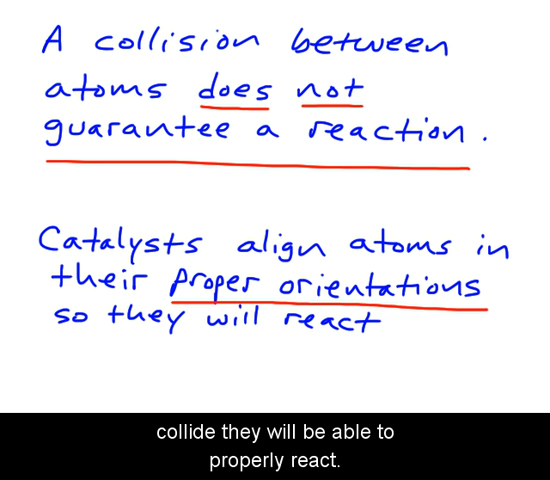 A collision between
atoms does not
guarantee a reaction.
Catalysts align atoms in
their proper orientations
so they will react
collide they will be able to
properly react.